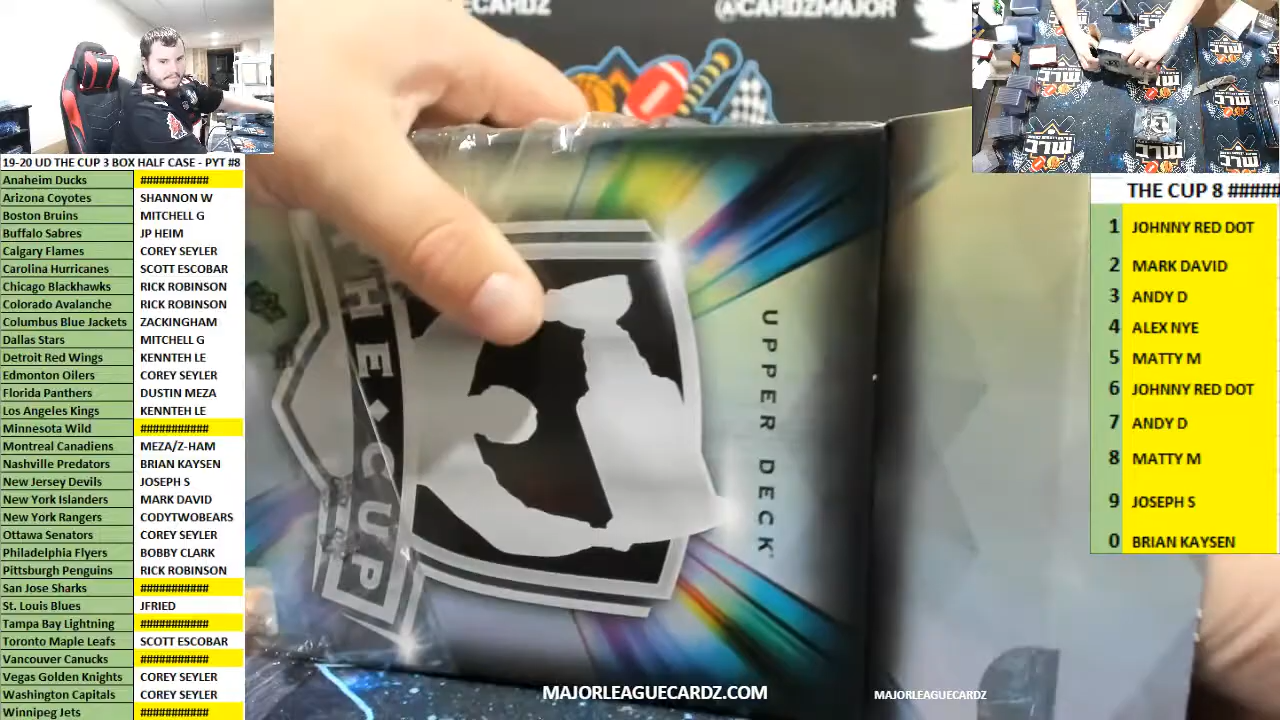 UCECARDZ
@CARDZMAJOR
19-20 UD THE CUP 3 BOX HALF CASE - PYT #8
Anaheim Ducks ###########
Arizona Coyotes SHANNON W
Boston Bruins MITCHELL G
Buffalo Sabres JP HEIM
Calgary Flames COREY SEYLER
Carolina Hurricanes SCOTT ESCOBAR
Chicago Blackhawks RICK ROBINSON
Colorado Avalanche RICK ROBINSON
Columbus Blue Jackets ZACKINGHAM
Dallas Stars MITCHELL G
Detroit Red Wings KENNTEH LE
Edmonton Oilers COREY SEYLER
Florida Panthers DUSTIN MEZA
Los Angeles Kings KENNTEH LE
Minnesota Wild ###########
Montreal Canadiens MEZA/Z-HAM
Nashville Predators BRIAN KAYSEN
New Jersey Devils JOSEPH S
New York Islanders MARK DAVID
New York Rangers CODYTWOBEARS
Ottawa Senators COREY SEYLER
Philadelphia Flyers BOBBY CLARK
Pittsburgh Penguins RICK ROBINSON
San Jose Sharks ###########
St. Louis Blues JFRIED
Tampa Bay Lightning ###########
Toronto Maple Leafs SCOTT ESCOBAR
Vancouver Canucks ###########
Vegas Golden Knights COREY SEYLER
Washington Capitals COREY SEYLER
Winnipeg Jets ###########
THE CUP
UPPER DECK
THE CUP 8 #####
1 JOHNNY RED DOT
2 MARK DAVID
3 ANDY D
4 ALEX NYE
5 MATTY M
6 JOHNNY RED DOT
7 ANDY D
8 MATTY M
9 JOSEPH S
0 BRIAN KAYSEN
MAJORLEAGUECARDZ.COM
MAJORLEAGUECARDZ